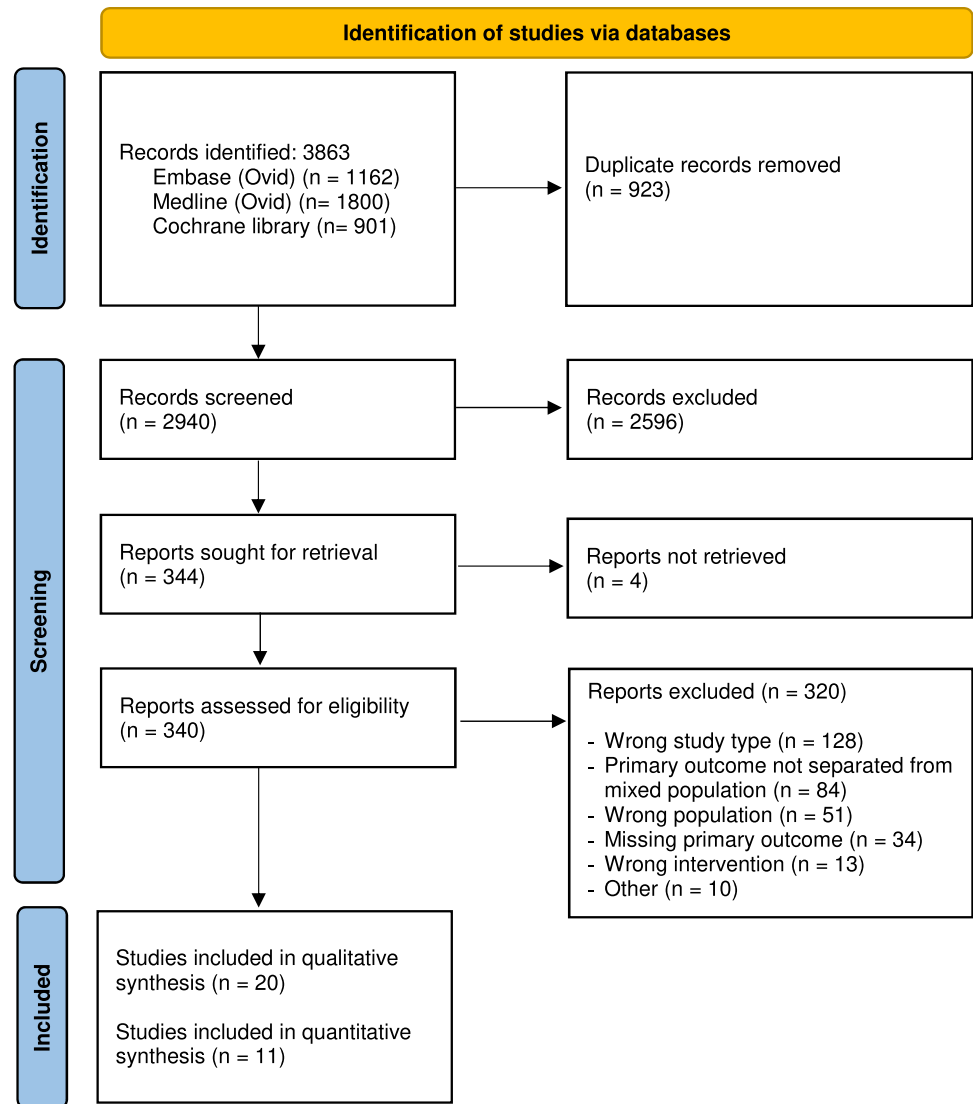 Identification of studies via databases
Identification
Records identified: 3863
Embase (Ovid) (n = 1162)
Medline (Ovid) (n= 1800)
Cochrane library (n= 901)
Duplicate records removed
(n = 923)
Screening
Records screened
(n = 2940)
Records excluded
(n = 2596)
Reports sought for retrieval
(n = 344)
Reports not retrieved
(n = 4)
Reports assessed for eligibility
(n = 340)
Reports excluded (n = 320)
- Wrong study type (n = 128)
- Primary outcome not separated from
mixed population (n = 84)
- Wrong population (n = 51)
- Missing primary outcome (n = 34)
- Wrong intervention (n = 13)
- Other (n = 10)
Included
Studies included in qualitative
synthesis (n = 20)
Studies included in quantitative
synthesis (n = 11)